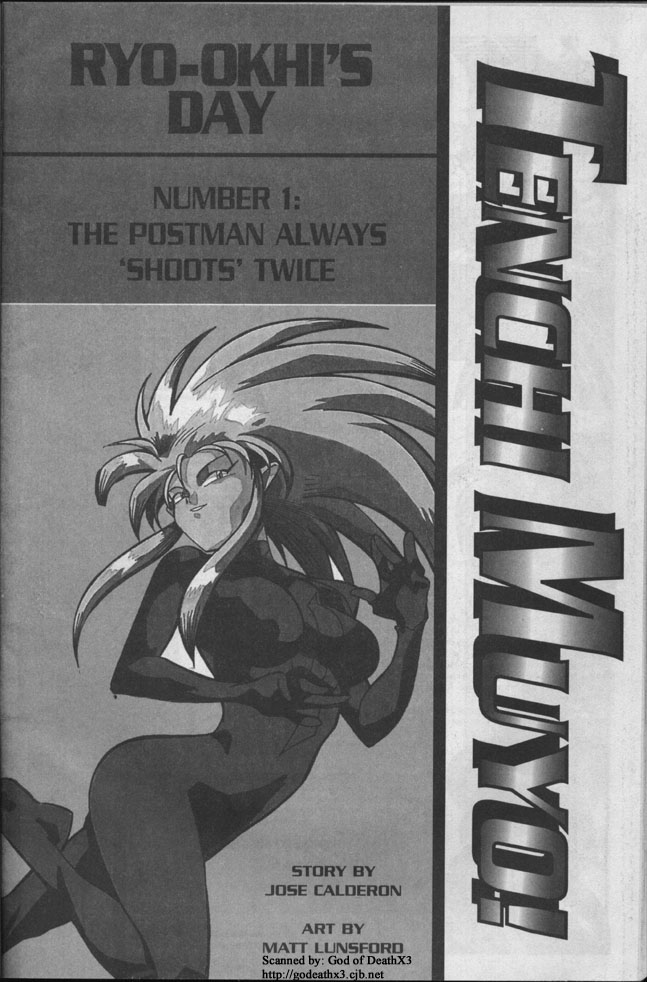 RYO-OKHI'S
DAY
NUMBER 1:
THE POSTMAN ALWAYS
'SHOOTS' TWICE
TENCHI MUYO!
STORY BY
JOSE CALDERON
ART BY
MATT LUNSFORD
Scanned by: God of DeathX3
http://godeathx3.cjb.net